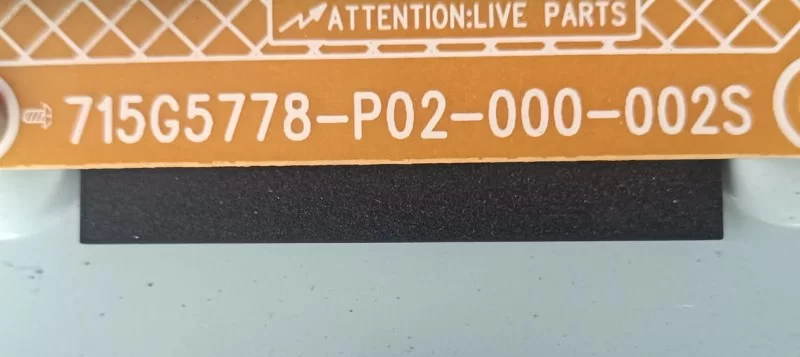 ATTENTION:LIVE PARTS
715G5778-P02-000-002S